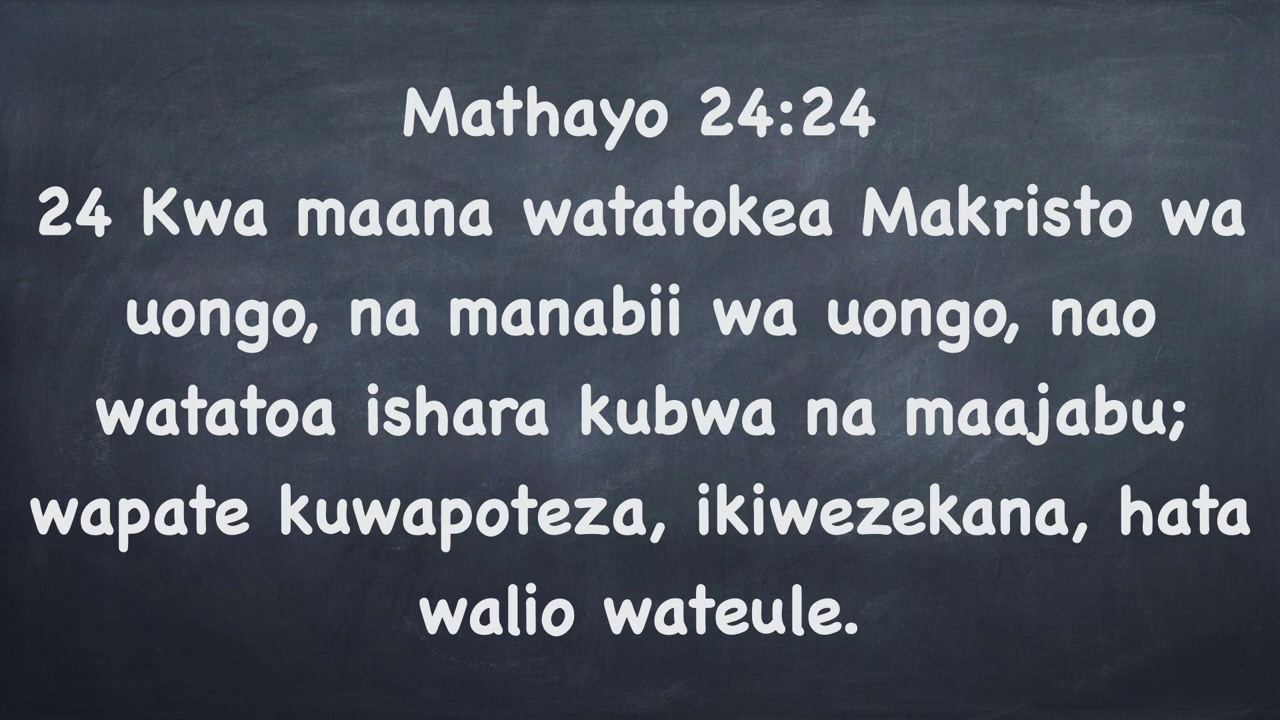 Mathayo 24:24
24 Kwa maana watatokea Makristo wa
uongo, na manabii wa uongo, nao
watatoa ishara kubwa na maajabu;
wapate kuwapoteza, ikiwezekana, hata
walio wateule.